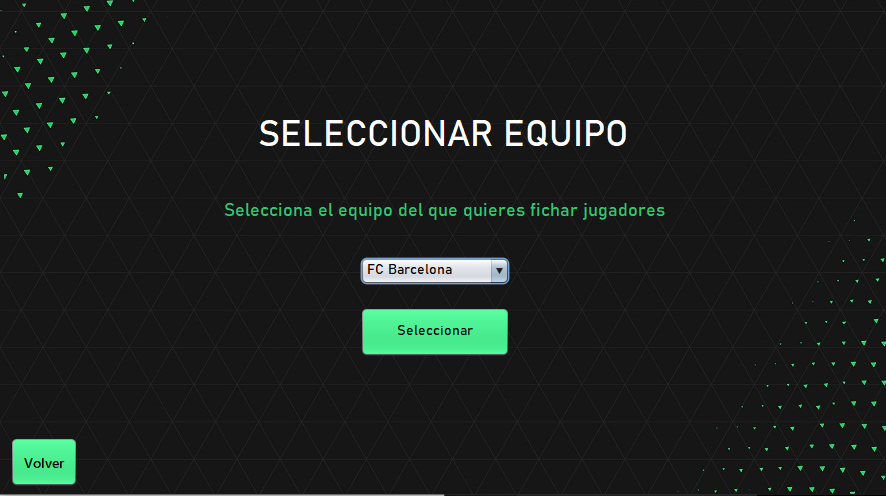 SELECCIONAR EQUIPO
Selecciona el equipo del que quieres fichar jugadores
FC Barcelona
Seleccionar
Volver